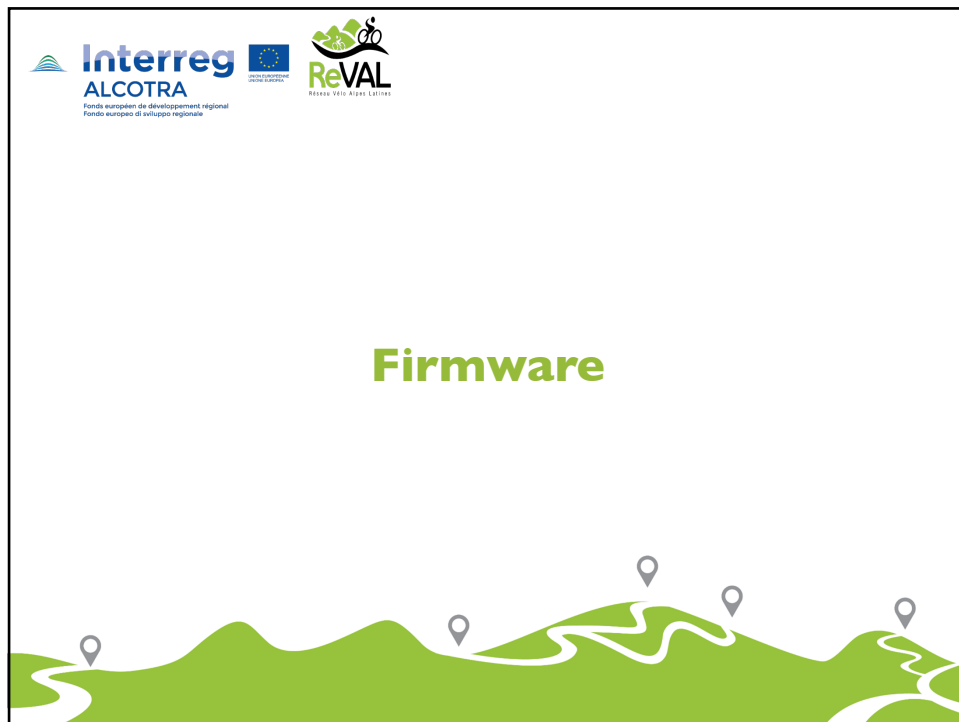 Interreg
ALCOTRA
Fonds européen de développement régional
Fondo europeo di sviluppo regionale
UNION EUROPÉENNE
UNIONE EUROPEA
ReVAL
Réseau Vélo Alpes Latines
Firmware